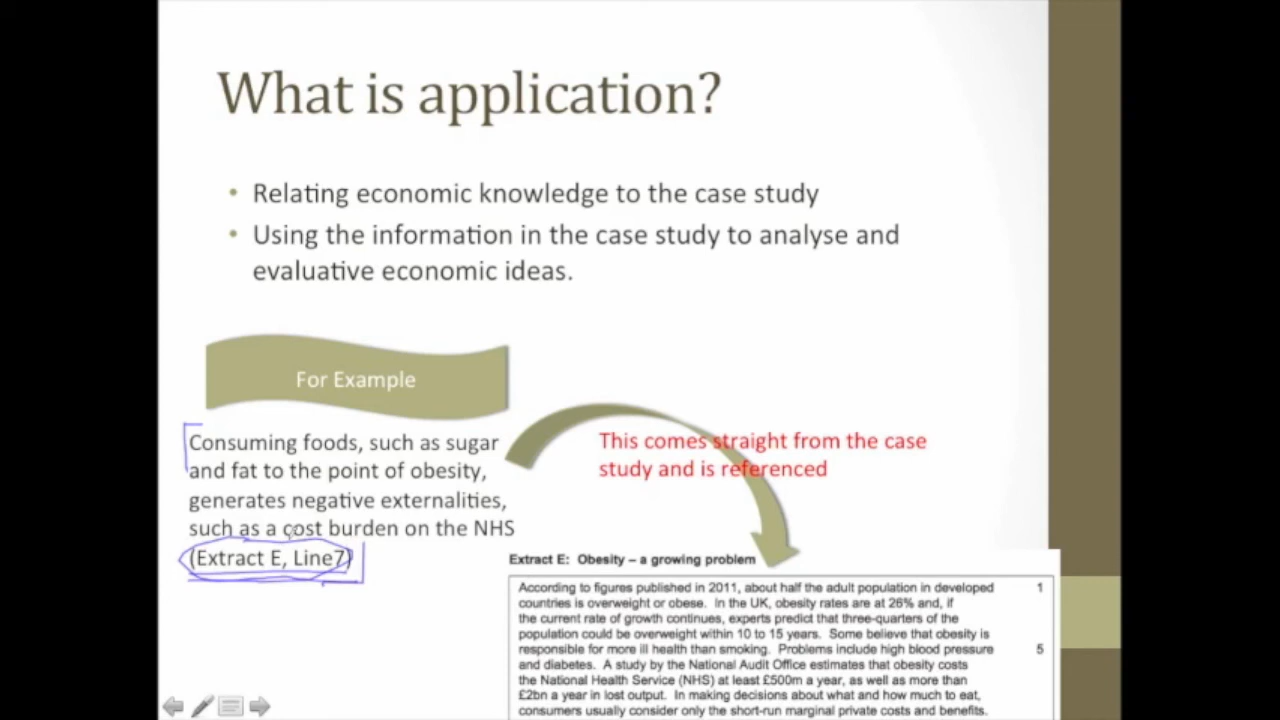 What is application?
• Relating economic knowledge to the case study
• Using the information in the case study to analyse and
evaluative economic ideas.
For Example
Consuming foods, such as sugar
and fat to the point of obesity,
generates negative externalities,
such as a cost burden on the NHS
(Extract E, Line7)
This comes straight from the case
study and is referenced
Extract E: Obesity – a growing problem
According to figures published in 2011, about half the adult population in developed 1
countries is overweight or obese. In the UK, obesity rates are at 26% and, if
the current rate of growth continues, experts predict that three-quarters of the
population could be overweight within 10 to 15 years. Some believe that obesity is
responsible for more ill health than smoking. Problems include high blood pressure 5
and diabetes. A study by the National Audit Office estimates that obesity costs
the National Health Service (NHS) at least £500m a year, as well as more than
£2bn a year in lost output. In making decisions about what and how much to eat,
consumers usually consider only the short-run marginal private costs and benefits.